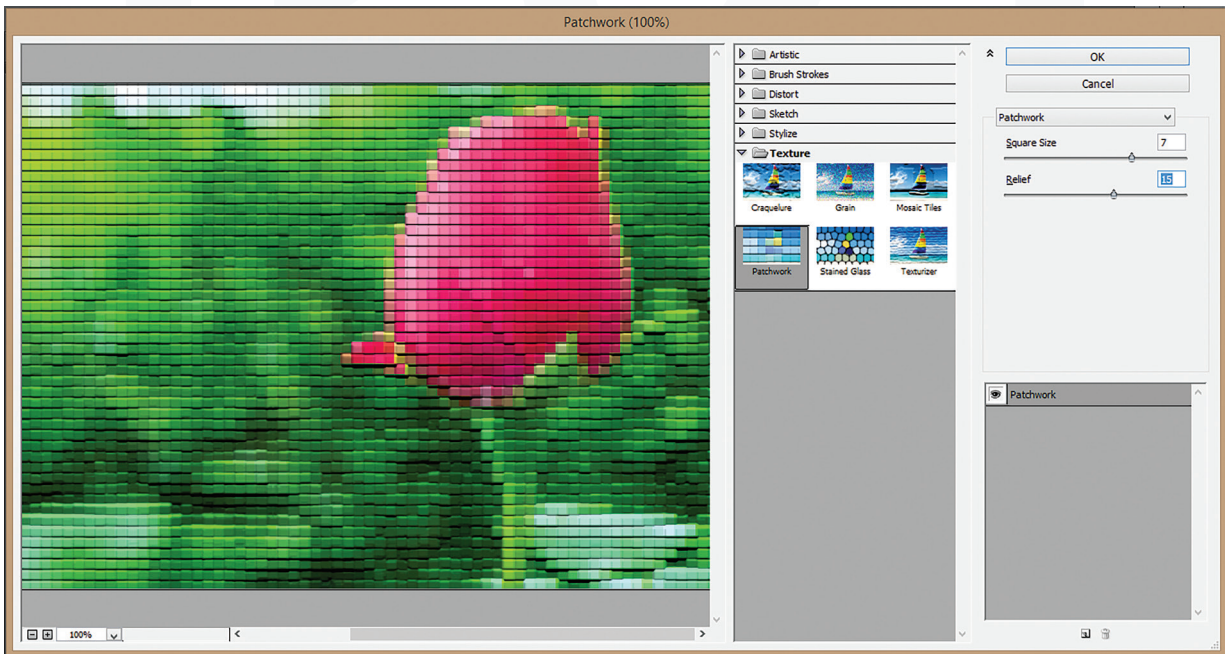 Patchwork (100%)
Artistic
Brush Strokes
Distort
Sketch
Stylize
Texture
Craquelure Grain Mosaic Tiles
Patchwork Stained Glass Texturizer
OK
Cancel
Patchwork
Square Size 7
Relief 15
Patchwork
100%